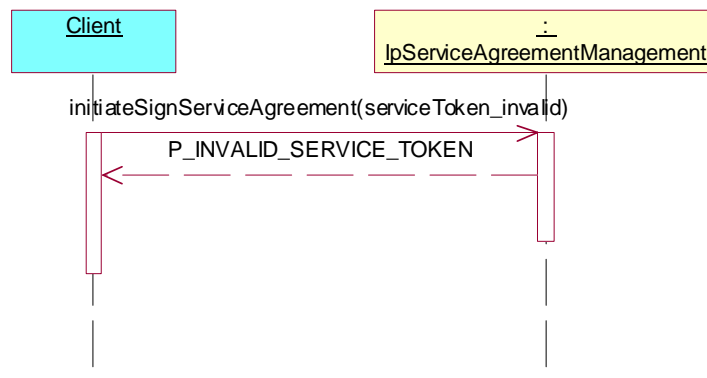 Client
:
IpServiceAgreementManagement
initiateSignServiceAgreement(serviceToken_invalid)
P_INVALID_SERVICE_TOKEN